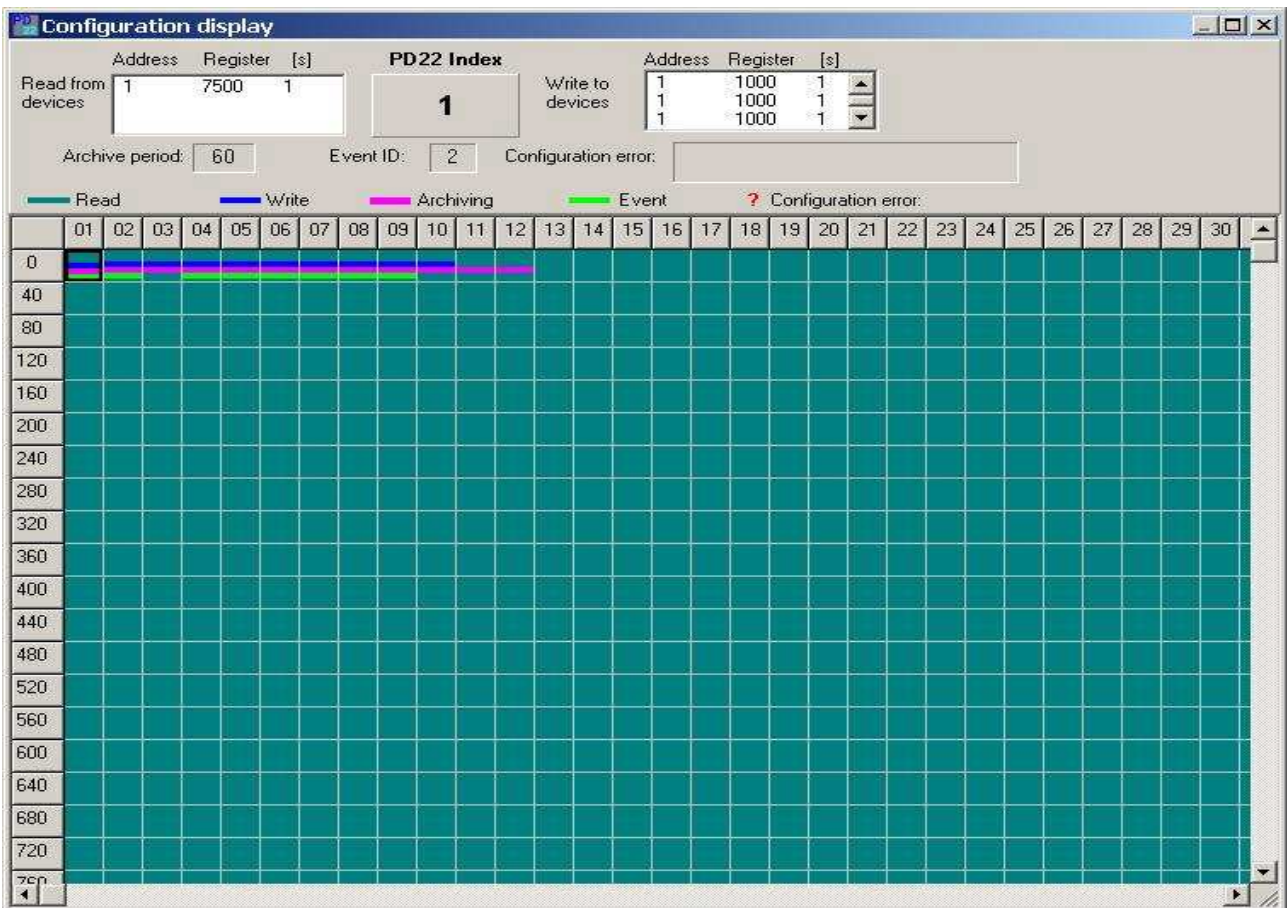 PD 22 Configuration display
Address Register [s] PD22 Index Address Register [s]
Read from devices 1 7500 1 1 Write to devices 1 1000 1
1 1000 1
1 1000 1
Archive period: 60 Event ID: 2 Configuration error:
Read Write Archiving Event ? Configuration error:
01 02 03 04 05 06 07 08 09 10 11 12 13 14 15 16 17 18 19 20 21 22 23 24 25 26 27 28 29 30
0
40
80
120
160
200
240
280
320
360
400
440
480
520
560
600
640
680
720
760